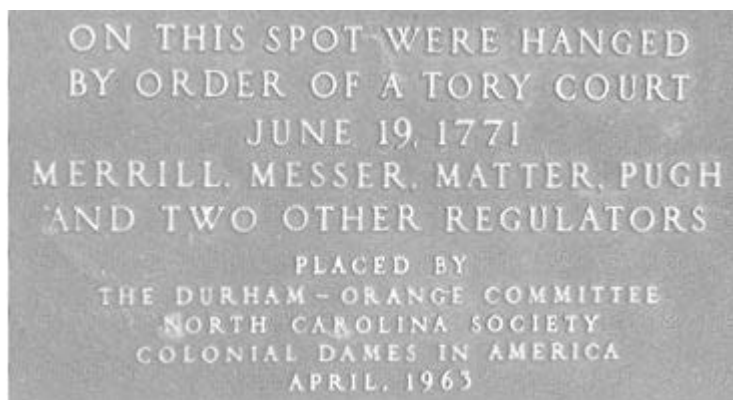 ON THIS SPOT WERE HANGED
BY ORDER OF A TORY COURT
JUNE 19, 1771
MERRILL, MESSER, MATTER, PUGH
AND TWO OTHER REGULATORS
PLACED BY
THE DURHAM – ORANGE COMMITTEE
NORTH CAROLINA SOCIETY
COLONIAL DAMES IN AMERICA
APRIL, 1963